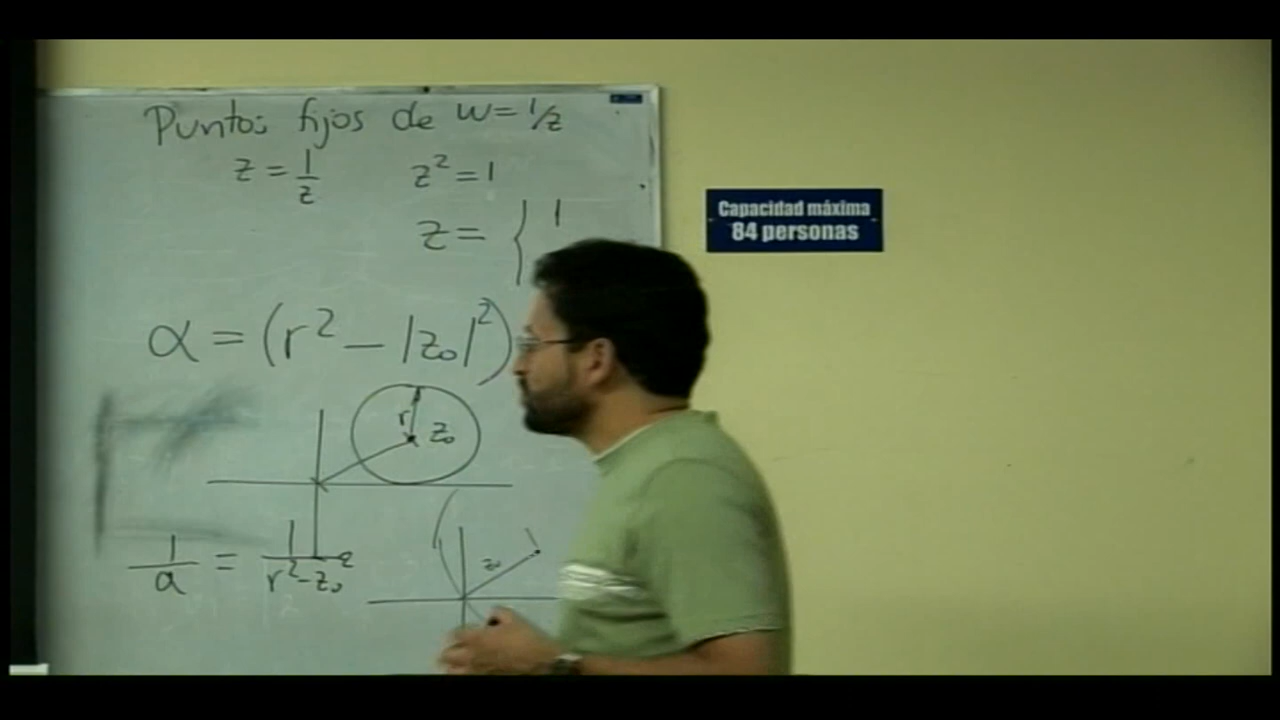 Puntos fijos de w=1/z
z = 1/z    z² = 1
z = { 1
α = (r² − |z₀|²)
r z₀
1/α = 1/(r²−z₀²)
z₀
Capacidad máxima
84 personas